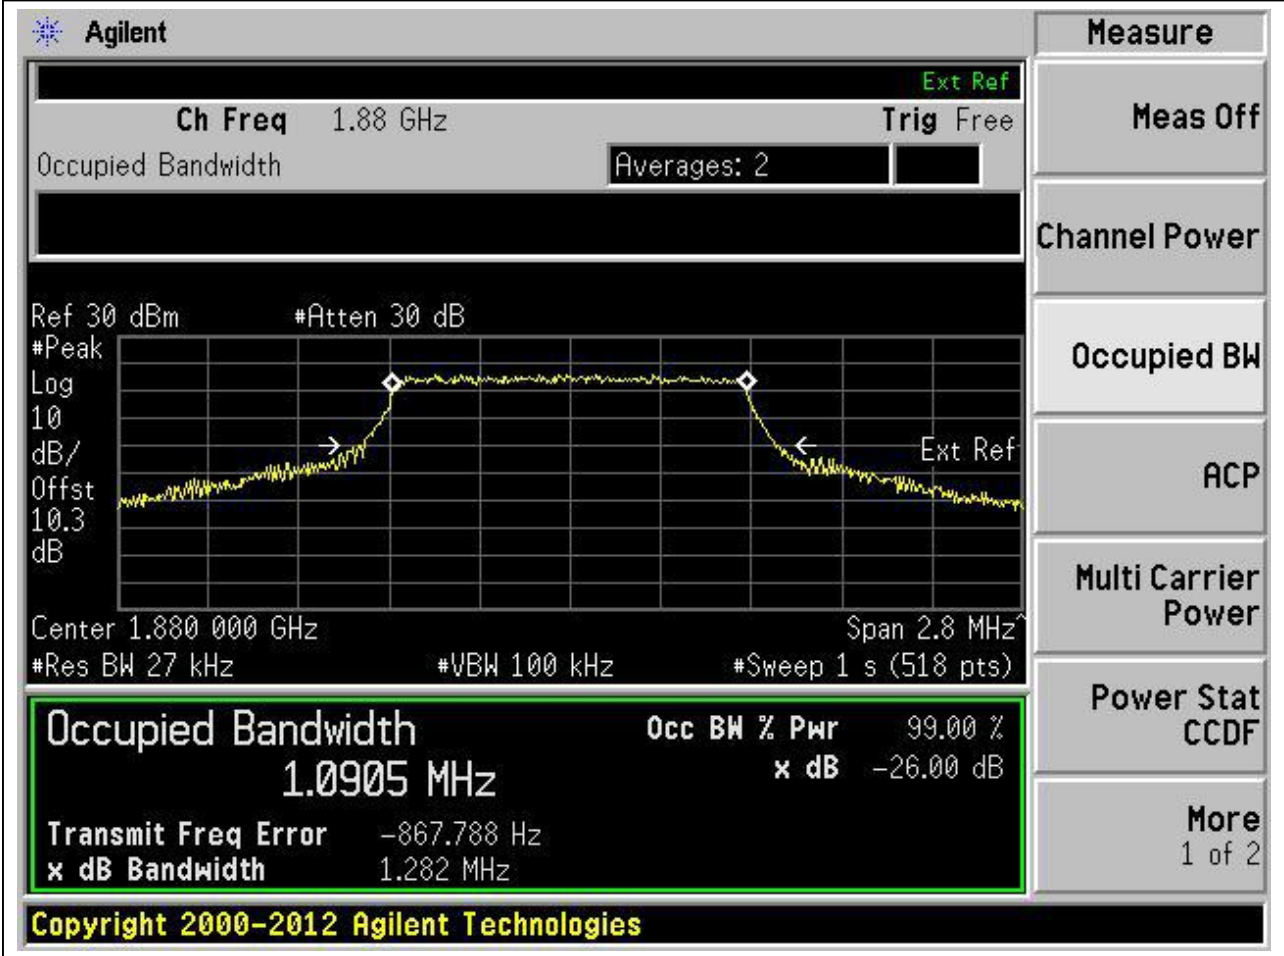 Agilent
Measure
Ext Ref
Ch Freq 1.88 GHz Trig Free
Meas Off
Occupied Bandwidth Averages: 2
Channel Power
Ref 30 dBm #Atten 30 dB
#Peak
Log
10
dB/
Offst
10.3
dB
Ext Ref
Occupied BW
ACP
Center 1.880 000 GHz Span 2.8 MHz^
#Res BW 27 kHz #VBW 100 kHz #Sweep 1 s (518 pts)
Multi Carrier
Power
Occupied Bandwidth Occ BW % Pwr 99.00 %
1.0905 MHz x dB -26.00 dB
Transmit Freq Error -867.788 Hz
x dB Bandwidth 1.282 MHz
Power Stat
CCDF
More
1 of 2
Copyright 2000-2012 Agilent Technologies